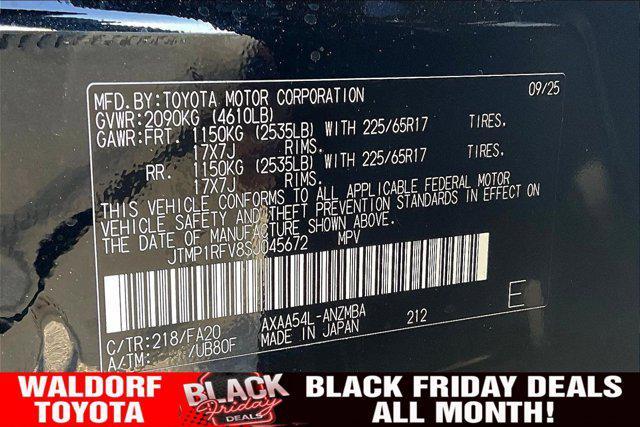 MFD.BY:TOYOTA MOTOR CORPORATION 09/25
GVWR:2090KG (4610LB)
GAWR:FRT. 1150KG (2535LB) WITH 225/65R17 TIRES.
17X7J RIMS.
RR. 1150KG (2535LB) WITH 225/65R17 TIRES.
17X7J RIMS.
THIS VEHICLE CONFORMS TO ALL APPLICABLE FEDERAL MOTOR
VEHICLE SAFETY AND THEFT PREVENTION STANDARDS IN EFFECT ON
THE DATE OF MANUFACTURE SHOWN ABOVE.
MPV
E
C/TR:218/FA20 AXAA54L-ANZMBA 212
A/TM: /UB80F MADE IN JAPAN
WALDORF
TOYOTA
BLACK
Friday
DEALS
BLACK FRIDAY DEALS
ALL MONTH!